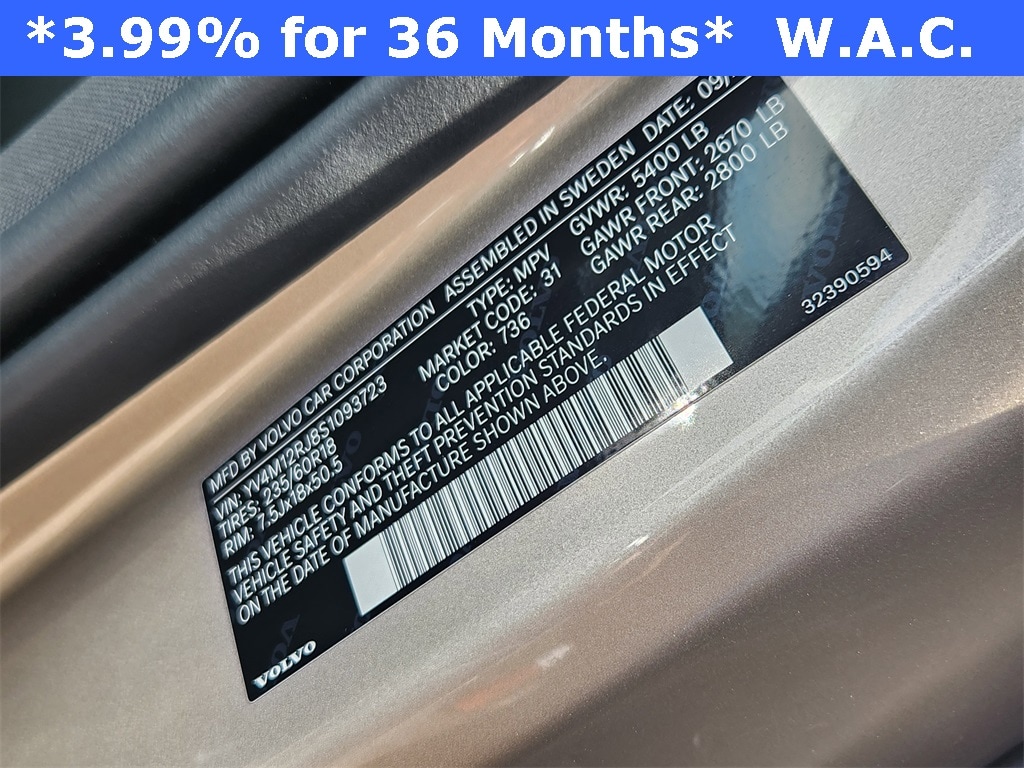 *3.99% for 36 Months* W.A.C.
MFD BY VOLVO CAR CORPORATION ASSEMBLED IN SWEDEN DATE: 09/
VIN: YV4M12RJ8S1093723 TYPE: MPV GVWR: 5400 LB
TIRES: 235/60R18 MARKET CODE: 31 GAWR FRONT: 2670 LB
RIM: 7.5JX18x50.5 COLOR: 736 GAWR REAR: 2800 LB
THIS VEHICLE CONFORMS TO ALL APPLICABLE FEDERAL MOTOR
VEHICLE SAFETY AND THEFT PREVENTION STANDARDS IN EFFECT
ON THE DATE OF MANUFACTURE SHOWN ABOVE.
32390594
VOLVO